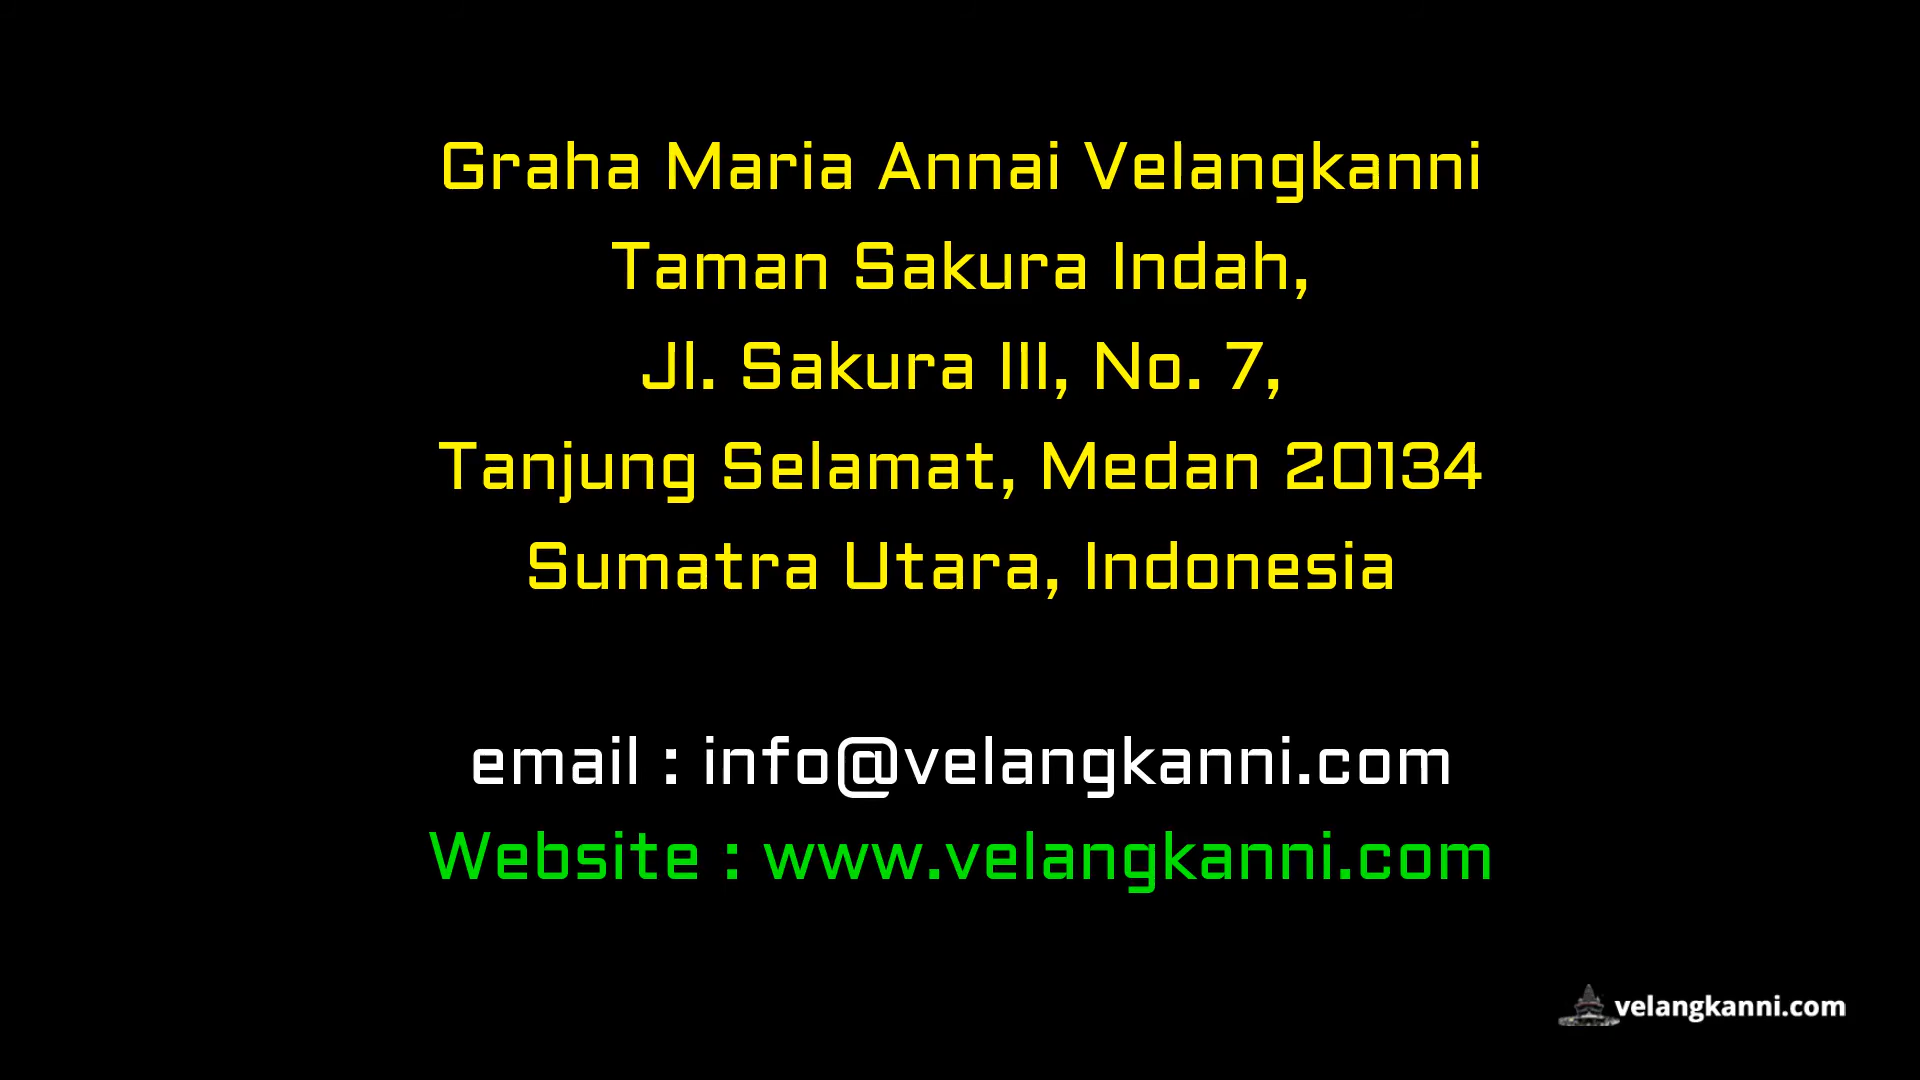 Graha Maria Annai Velangkanni
Taman Sakura Indah,
Jl. Sakura III, No. 7,
Tanjung Selamat, Medan 20134
Sumatra Utara, Indonesia
email : info@velangkanni.com
Website : www.velangkanni.com
velangkanni.com